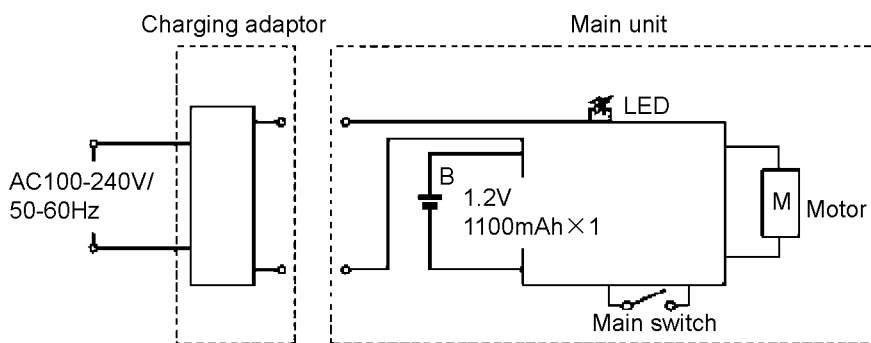 Charging adaptor
Main unit
LED
AC100-240V/
50-60Hz
B
1.2V
1100mAh×1
M
Motor
Main switch